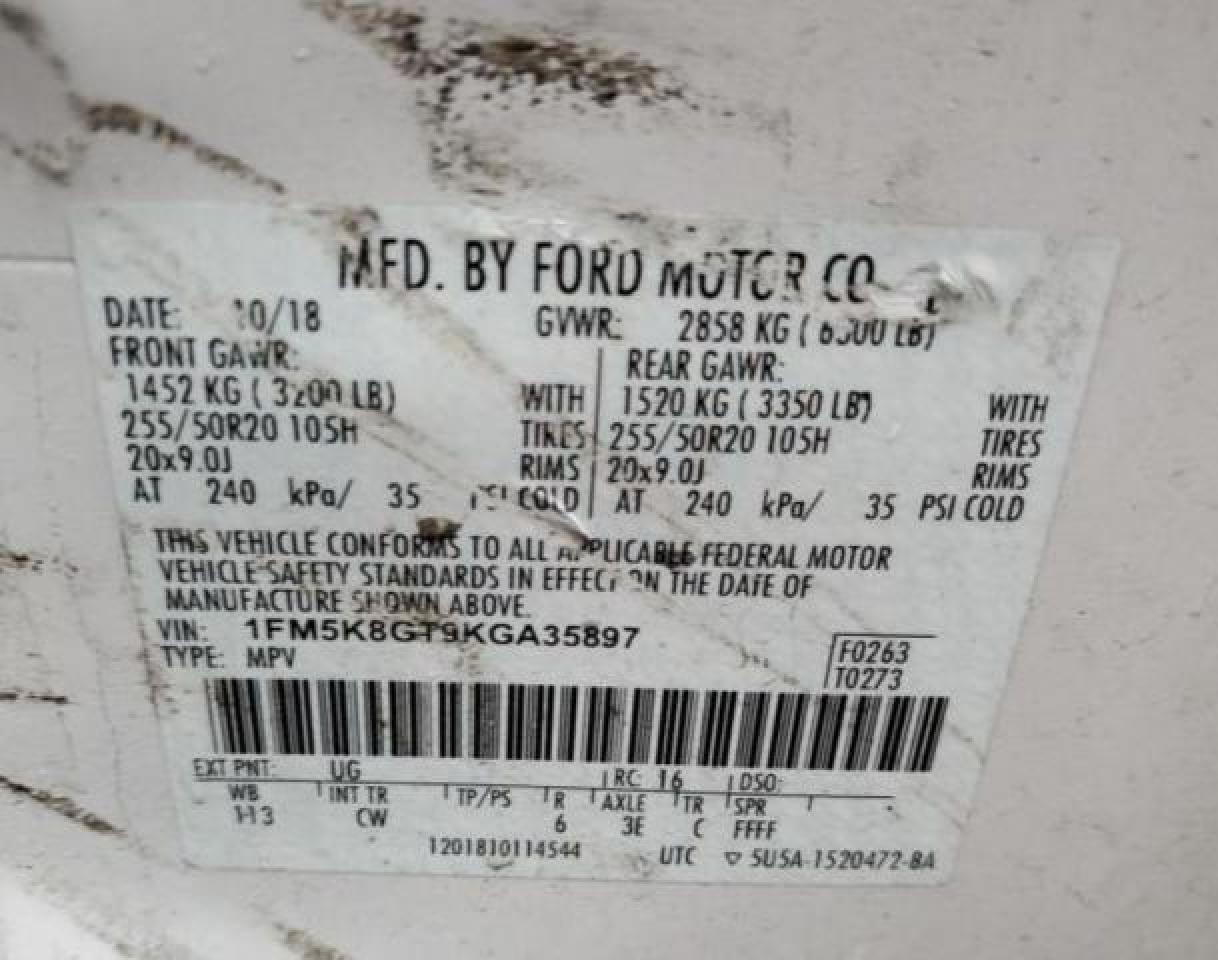 MFD. BY FORD MOTOR CO
DATE: 10/18 GVWR: 2858 KG ( 6300 LB)
FRONT GAWR: REAR GAWR:
1452 KG ( 3200 LB) WITH 1520 KG ( 3350 LB) WITH
255/50R20 105H TIRES 255/50R20 105H TIRES
20x9.0J RIMS 20x9.0J RIMS
AT 240 kPa/ 35 PSI COLD AT 240 kPa/ 35 PSI COLD
THIS VEHICLE CONFORMS TO ALL APPLICABLE FEDERAL MOTOR
VEHICLE SAFETY STANDARDS IN EFFECT ON THE DATE OF
MANUFACTURE SHOWN ABOVE.
VIN: 1FM5K8GT9KGA35897
TYPE: MPV
F0263
T0273
EXT PNT: UG RC: 16 DSO:
WB INT TR TP/PS R AXLE TR SPR
113 CW 6 3E C FFFF
1201810114544 UTC ▽ 5U5A-1520472-BA